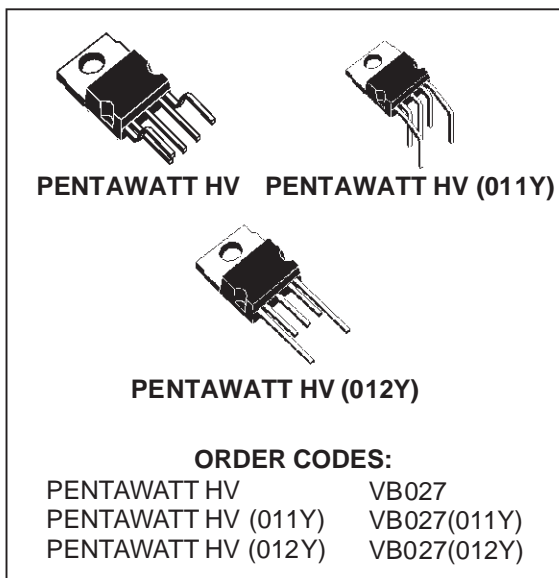 PENTAWATT HV PENTAWATT HV (011Y)
PENTAWATT HV (012Y)
ORDER CODES:
PENTAWATT HV VB027
PENTAWATT HV (011Y) VB027(011Y)
PENTAWATT HV (012Y) VB027(012Y)